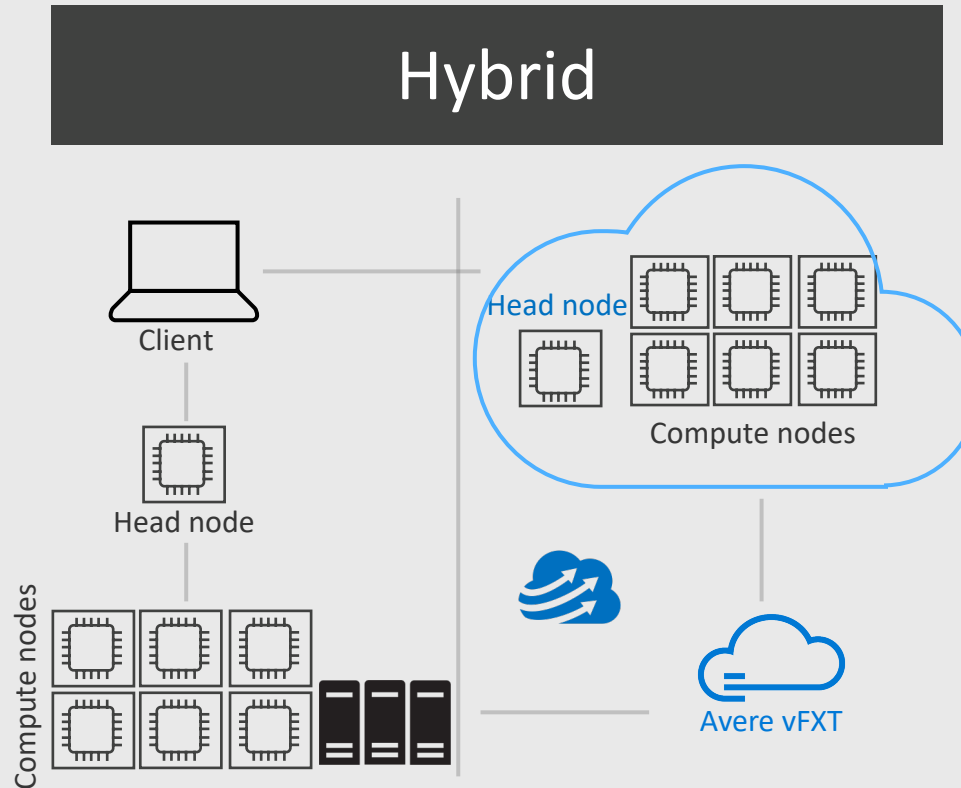 Hybrid
Client
Head node
Compute nodes
Head node
Compute nodes
Avere vFXT